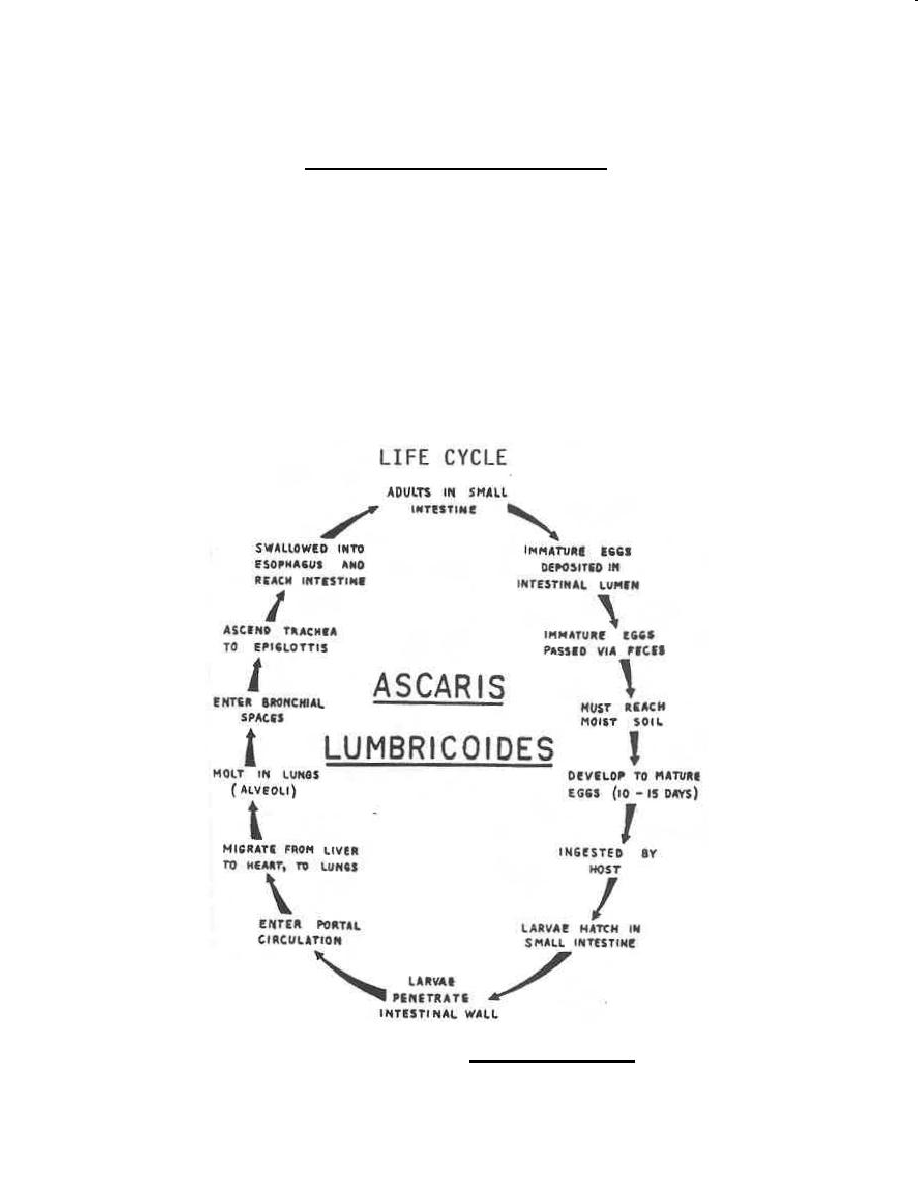 LIFE CYCLE
ADULTS IN SMALL
INTESTINE
IMMATURE EGGS
DEPOSITED IN
INTESTINAL LUMEN
IMMATURE EGGS
PASSED VIA FECES
MUST REACH
MOIST SOIL
DEVELOP TO MATURE
EGGS (10 - 15 DAYS)
INGESTED BY
HOST
LARVAE HATCH IN
SMALL INTESTINE
LARVAE
PENETRATE
INTESTINAL WALL
ENTER PORTAL
CIRCULATION
MIGRATE FROM LIVER
TO HEART, TO LUNGS
MOLT IN LUNGS
(ALVEOLI)
ENTER BRONCHIAL
SPACES
ASCEND TRACHEA
TO EPIGLOTTIS
SWALLOWED INTO
ESOPHAGUS AND
REACH INTESTINE
ASCARIS
LUMBRICOIDES